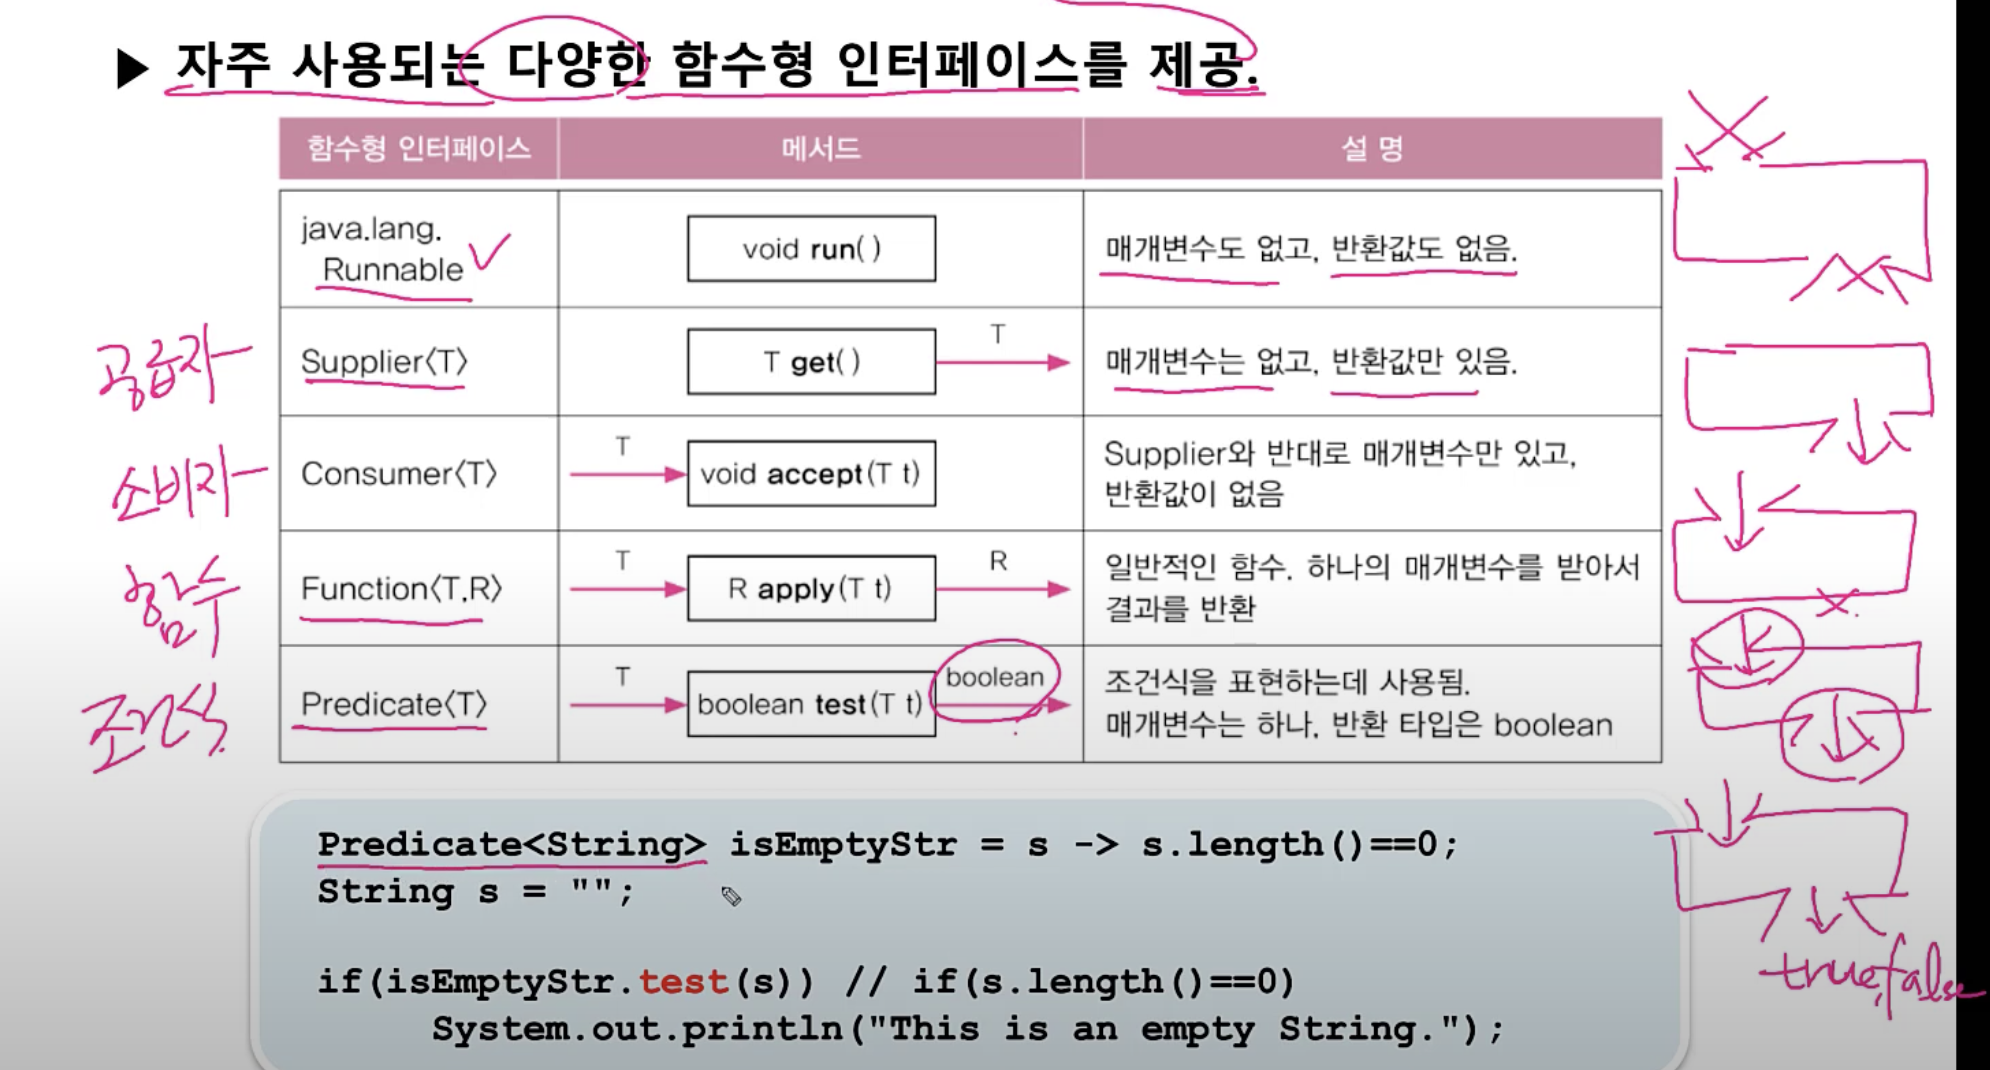 ▶ 자주 사용되는 다양한 함수형 인터페이스를 제공.
함수형 인터페이스 메서드 설 명
java.lang.
Runnable
void run( )
매개변수도 없고, 반환값도 없음.
공급자
Supplier〈T〉
T get( )
T
매개변수는 없고, 반환값만 있음.
소비자
Consumer〈T〉
T
void accept(T t)
Supplier와 반대로 매개변수만 있고,
반환값이 없음
함수
Function〈T,R〉
T
R apply(T t)
R
일반적인 함수. 하나의 매개변수를 받아서
결과를 반환
조건식
Predicate〈T〉
T
boolean test(T t)
boolean
조건식을 표현하는데 사용됨.
매개변수는 하나, 반환 타입은 boolean
Predicate<String> isEmptyStr = s -> s.length()==0;
String s = "";
if(isEmptyStr.test(s)) // if(s.length()==0)
System.out.println("This is an empty String.");
true, false